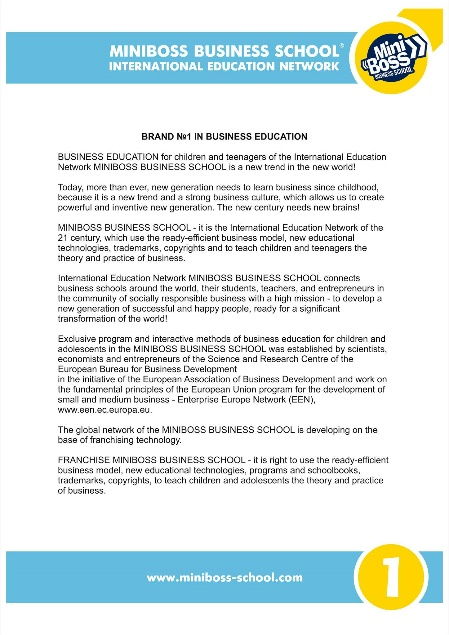 MINIBOSS BUSINESS SCHOOL®
INTERNATIONAL EDUCATION NETWORK
Mini
BOSS
BUSINESS SCHOOL
BRAND №1 IN BUSINESS EDUCATION
BUSINESS EDUCATION for children and teenagers of the International Education
Network MINIBOSS BUSINESS SCHOOL is a new trend in the new world!
Today, more than ever, new generation needs to learn business since childhood,
because it is a new trend and a strong business culture, which allows us to create
powerful and inventive new generation. The new century needs new brains!
MINIBOSS BUSINESS SCHOOL - it is the International Education Network of the
21 century, which use the ready-efficient business model, new educational
technologies, trademarks, copyrights and to teach children and teenagers the
theory and practice of business.
International Education Network MINIBOSS BUSINESS SCHOOL connects
business schools around the world, their students, teachers, and entrepreneurs in
the community of socially responsible business with a high mission - to develop a
new generation of successful and happy people, ready for a significant
transformation of the world!
Exclusive program and interactive methods of business education for children and
adolescents in the MINIBOSS BUSINESS SCHOOL was established by scientists,
economists and entrepreneurs of the Science and Research Centre of the
European Bureau for Business Development
in the initiative of the European Association of Business Development and work on
the fundamental principles of the European Union program for the development of
small and medium business - Enterprise Europe Network (EEN),
www.een.ec.europa.eu.
The global network of the MINIBOSS BUSINESS SCHOOL is developing on the
base of franchising technology.
FRANCHISE MINIBOSS BUSINESS SCHOOL - it is right to use the ready-efficient
business model, new educational technologies, programs and schoolbooks,
trademarks, copyrights, to teach children and adolescents the theory and practice
of business.
www.miniboss-school.com
1